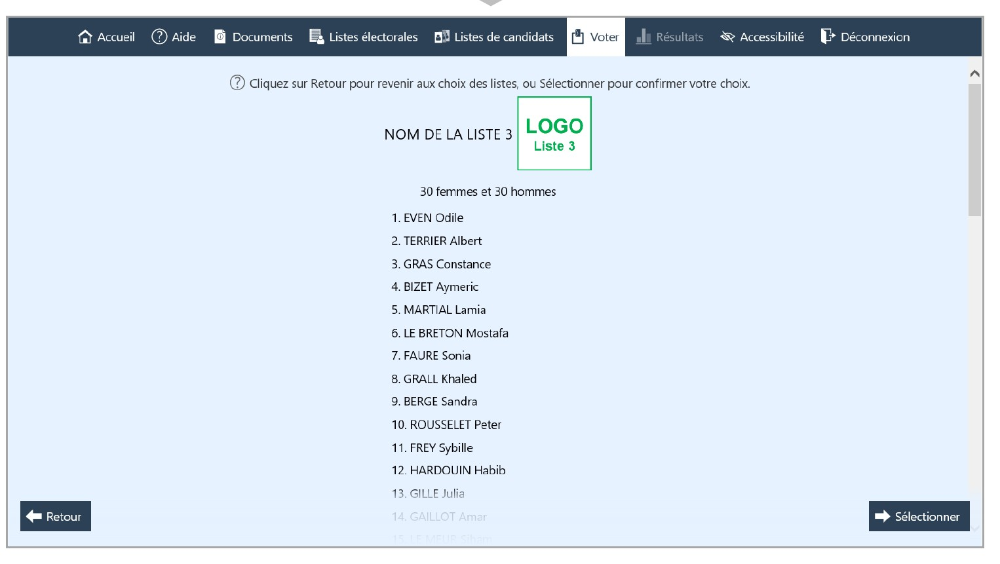 Accueil Aide Documents Listes électorales Listes de candidats Voter Résultats Accessibilité Déconnexion
Cliquez sur Retour pour revenir aux choix des listes, ou Sélectionner pour confirmer votre choix.
NOM DE LA LISTE 3
LOGO
Liste 3
30 femmes et 30 hommes
1. EVEN Odile
2. TERRIER Albert
3. GRAS Constance
4. BIZET Aymeric
5. MARTIAL Lamia
6. LE BRETON Mostafa
7. FAURE Sonia
8. GRALL Khaled
9. BERGE Sandra
10. ROUSSELET Peter
11. FREY Sybille
12. HARDOUIN Habib
13. GILLE Julia
14. GAILLOT Amar
15. LE MEUR Siham
Retour
Sélectionner